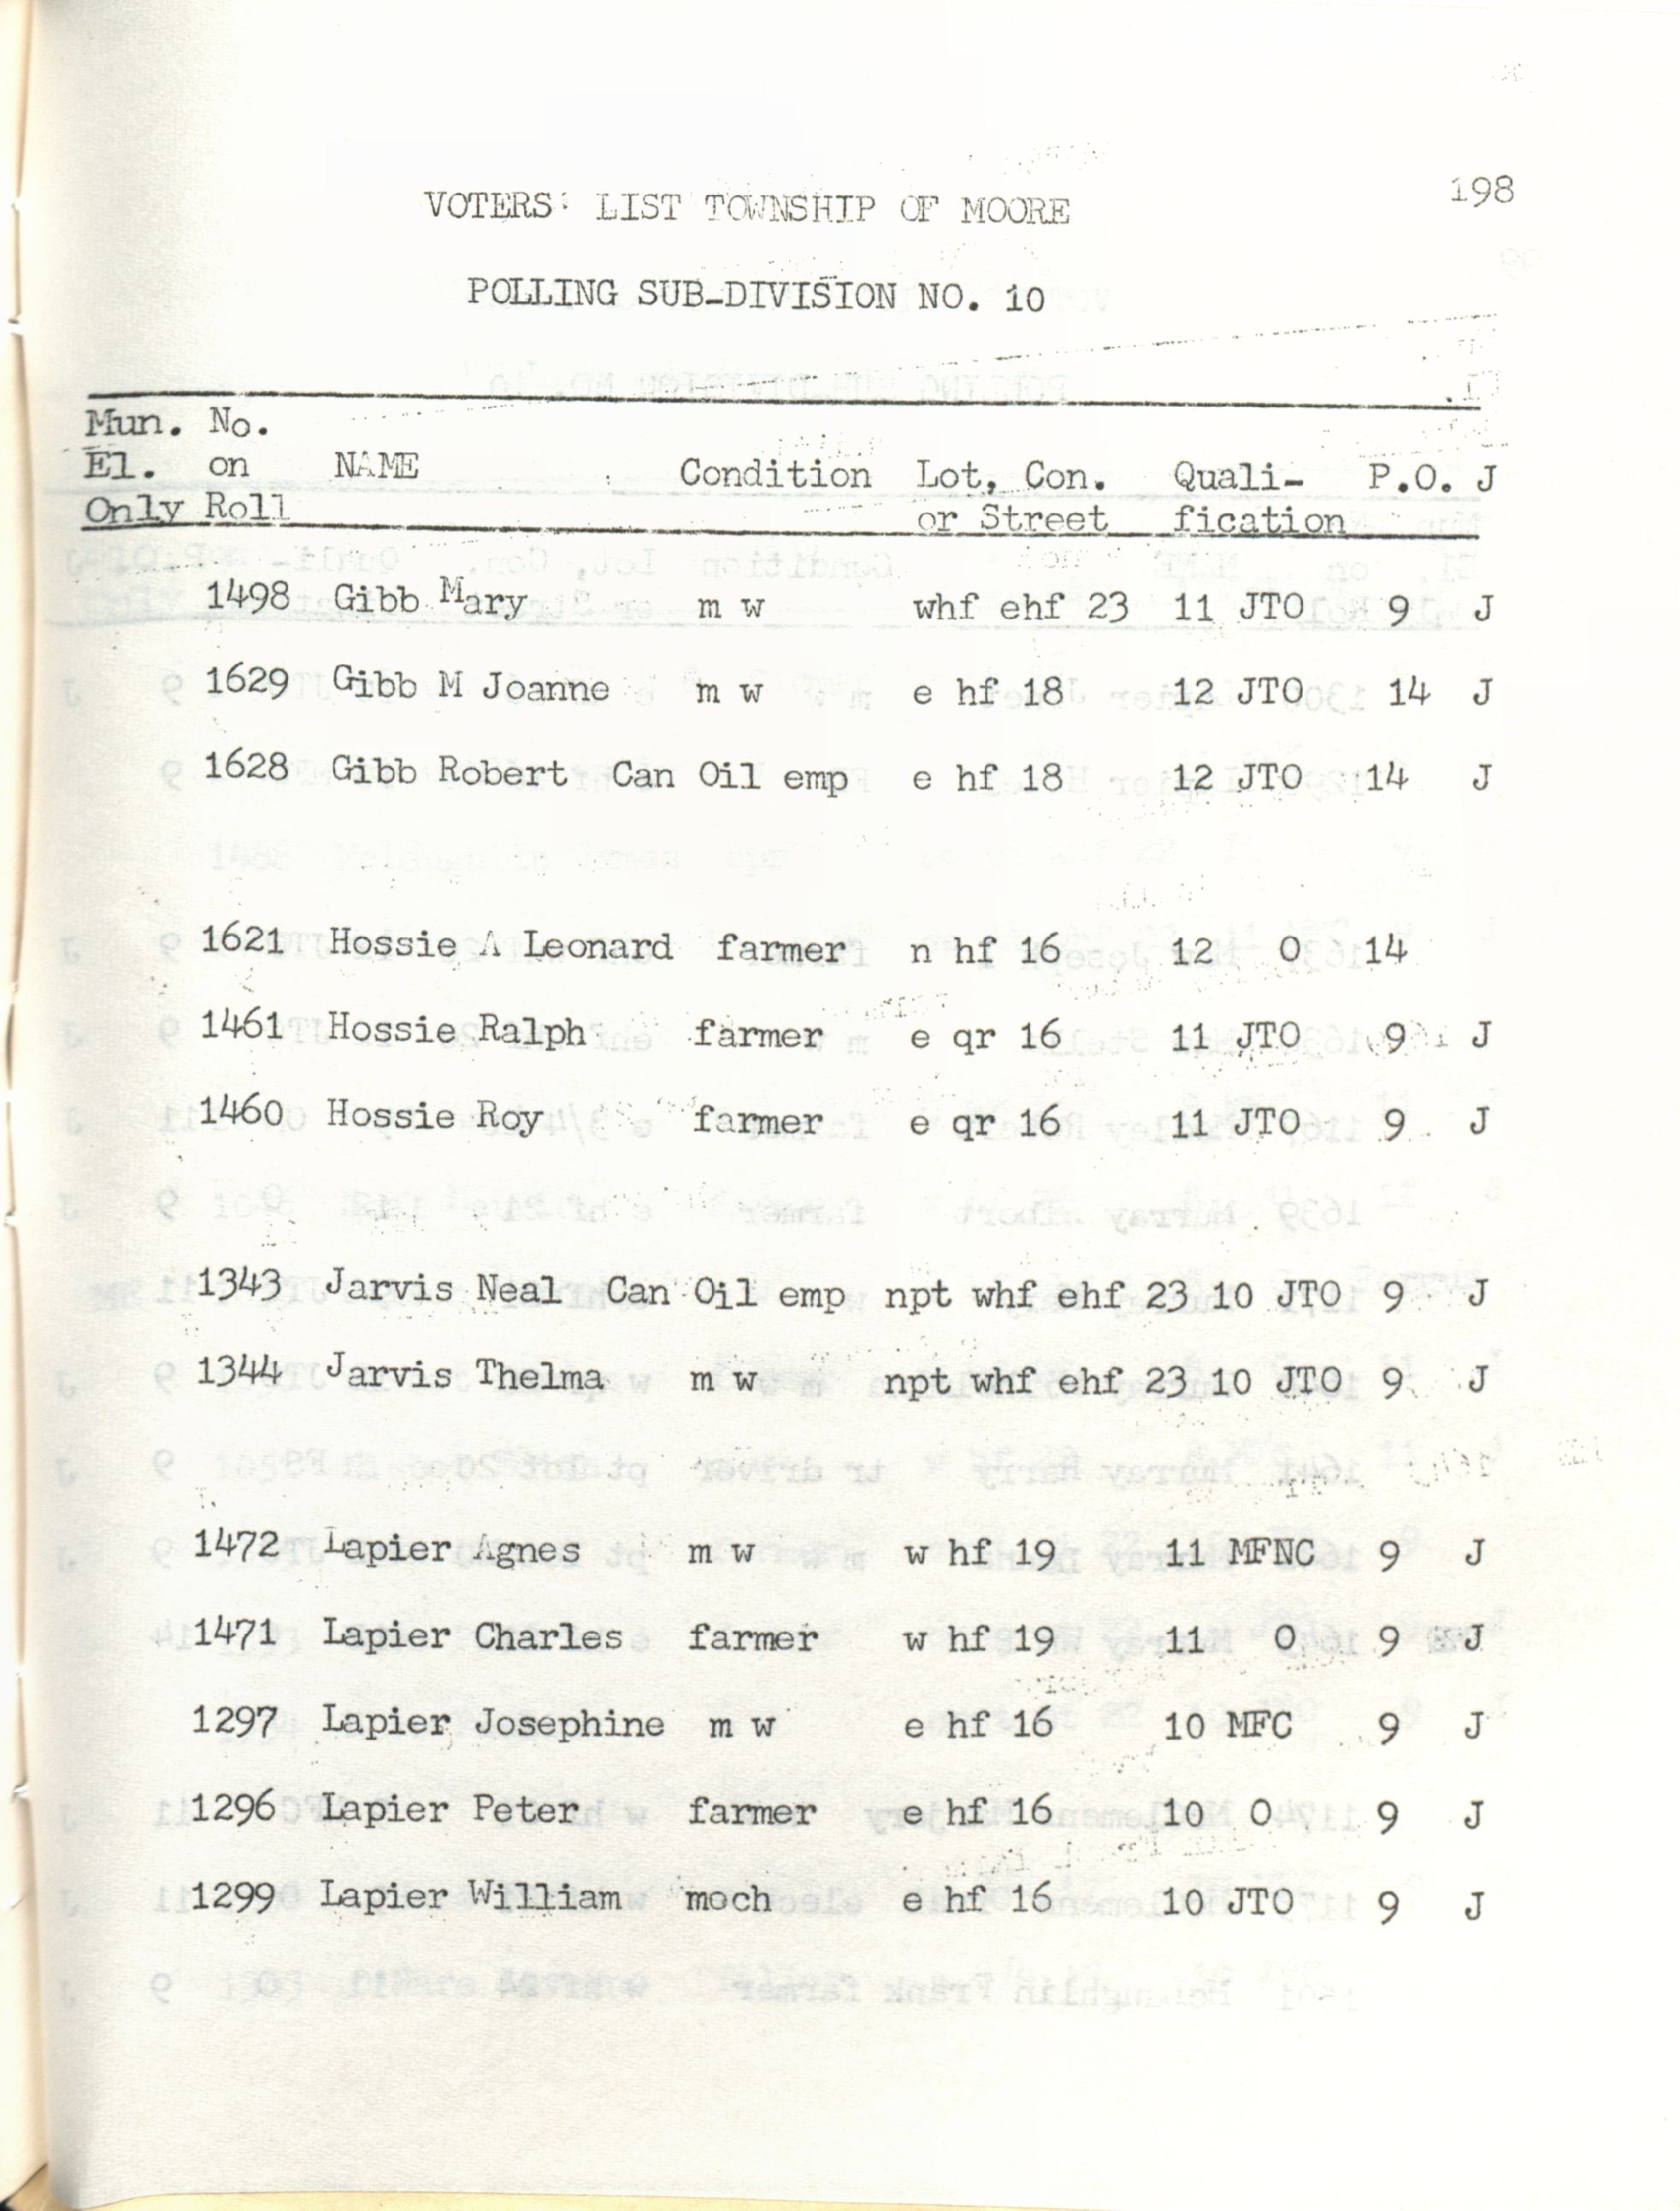 198
VOTERS' LIST TOWNSHIP OF MOORE
POLLING SUB-DIVISION NO. 10
Mun. No.
El. on NAME Condition Lot, Con. Quali- P.O. J
Only Roll or Street fication
1498 Gibb Mary m w whf ehf 23 11 JTO 9 J
1629 Gibb M Joanne m w e hf 18 12 JTO 14 J
1628 Gibb Robert Can Oil emp e hf 18 12 JTO 14 J
1621 Hossie A Leonard farmer n hf 16 12 O 14
1461 Hossie Ralph farmer e qr 16 11 JTO 9 J
1460 Hossie Roy farmer e qr 16 11 JTO 9 J
1343 Jarvis Neal Can Oil emp npt whf ehf 23 10 JTO 9 J
1344 Jarvis Thelma m w npt whf ehf 23 10 JTO 9 J
1472 Lapier Agnes m w w hf 19 11 MFNC 9 J
1471 Lapier Charles farmer w hf 19 11 O 9 J
1297 Lapier Josephine m w e hf 16 10 MFC 9 J
1296 Lapier Peter farmer e hf 16 10 O 9 J
1299 Lapier William moch e hf 16 10 JTO 9 J